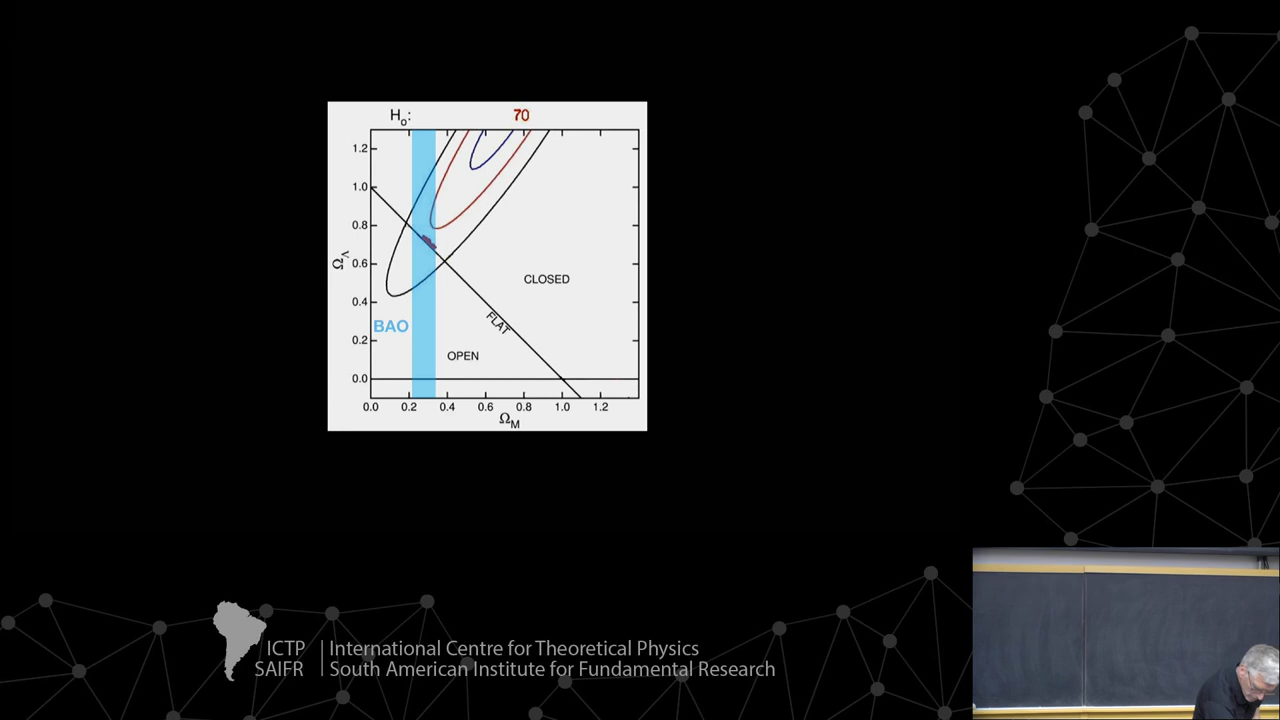 H₀: 70
1.2
1.0
0.8
0.6
0.4
0.2
0.0
Ω_Λ
CLOSED
FLAT
BAO
OPEN
0.0 0.2 0.4 0.6 0.8 1.0 1.2
Ω_M
ICTP International Centre for Theoretical Physics
SAIFR South American Institute for Fundamental Research